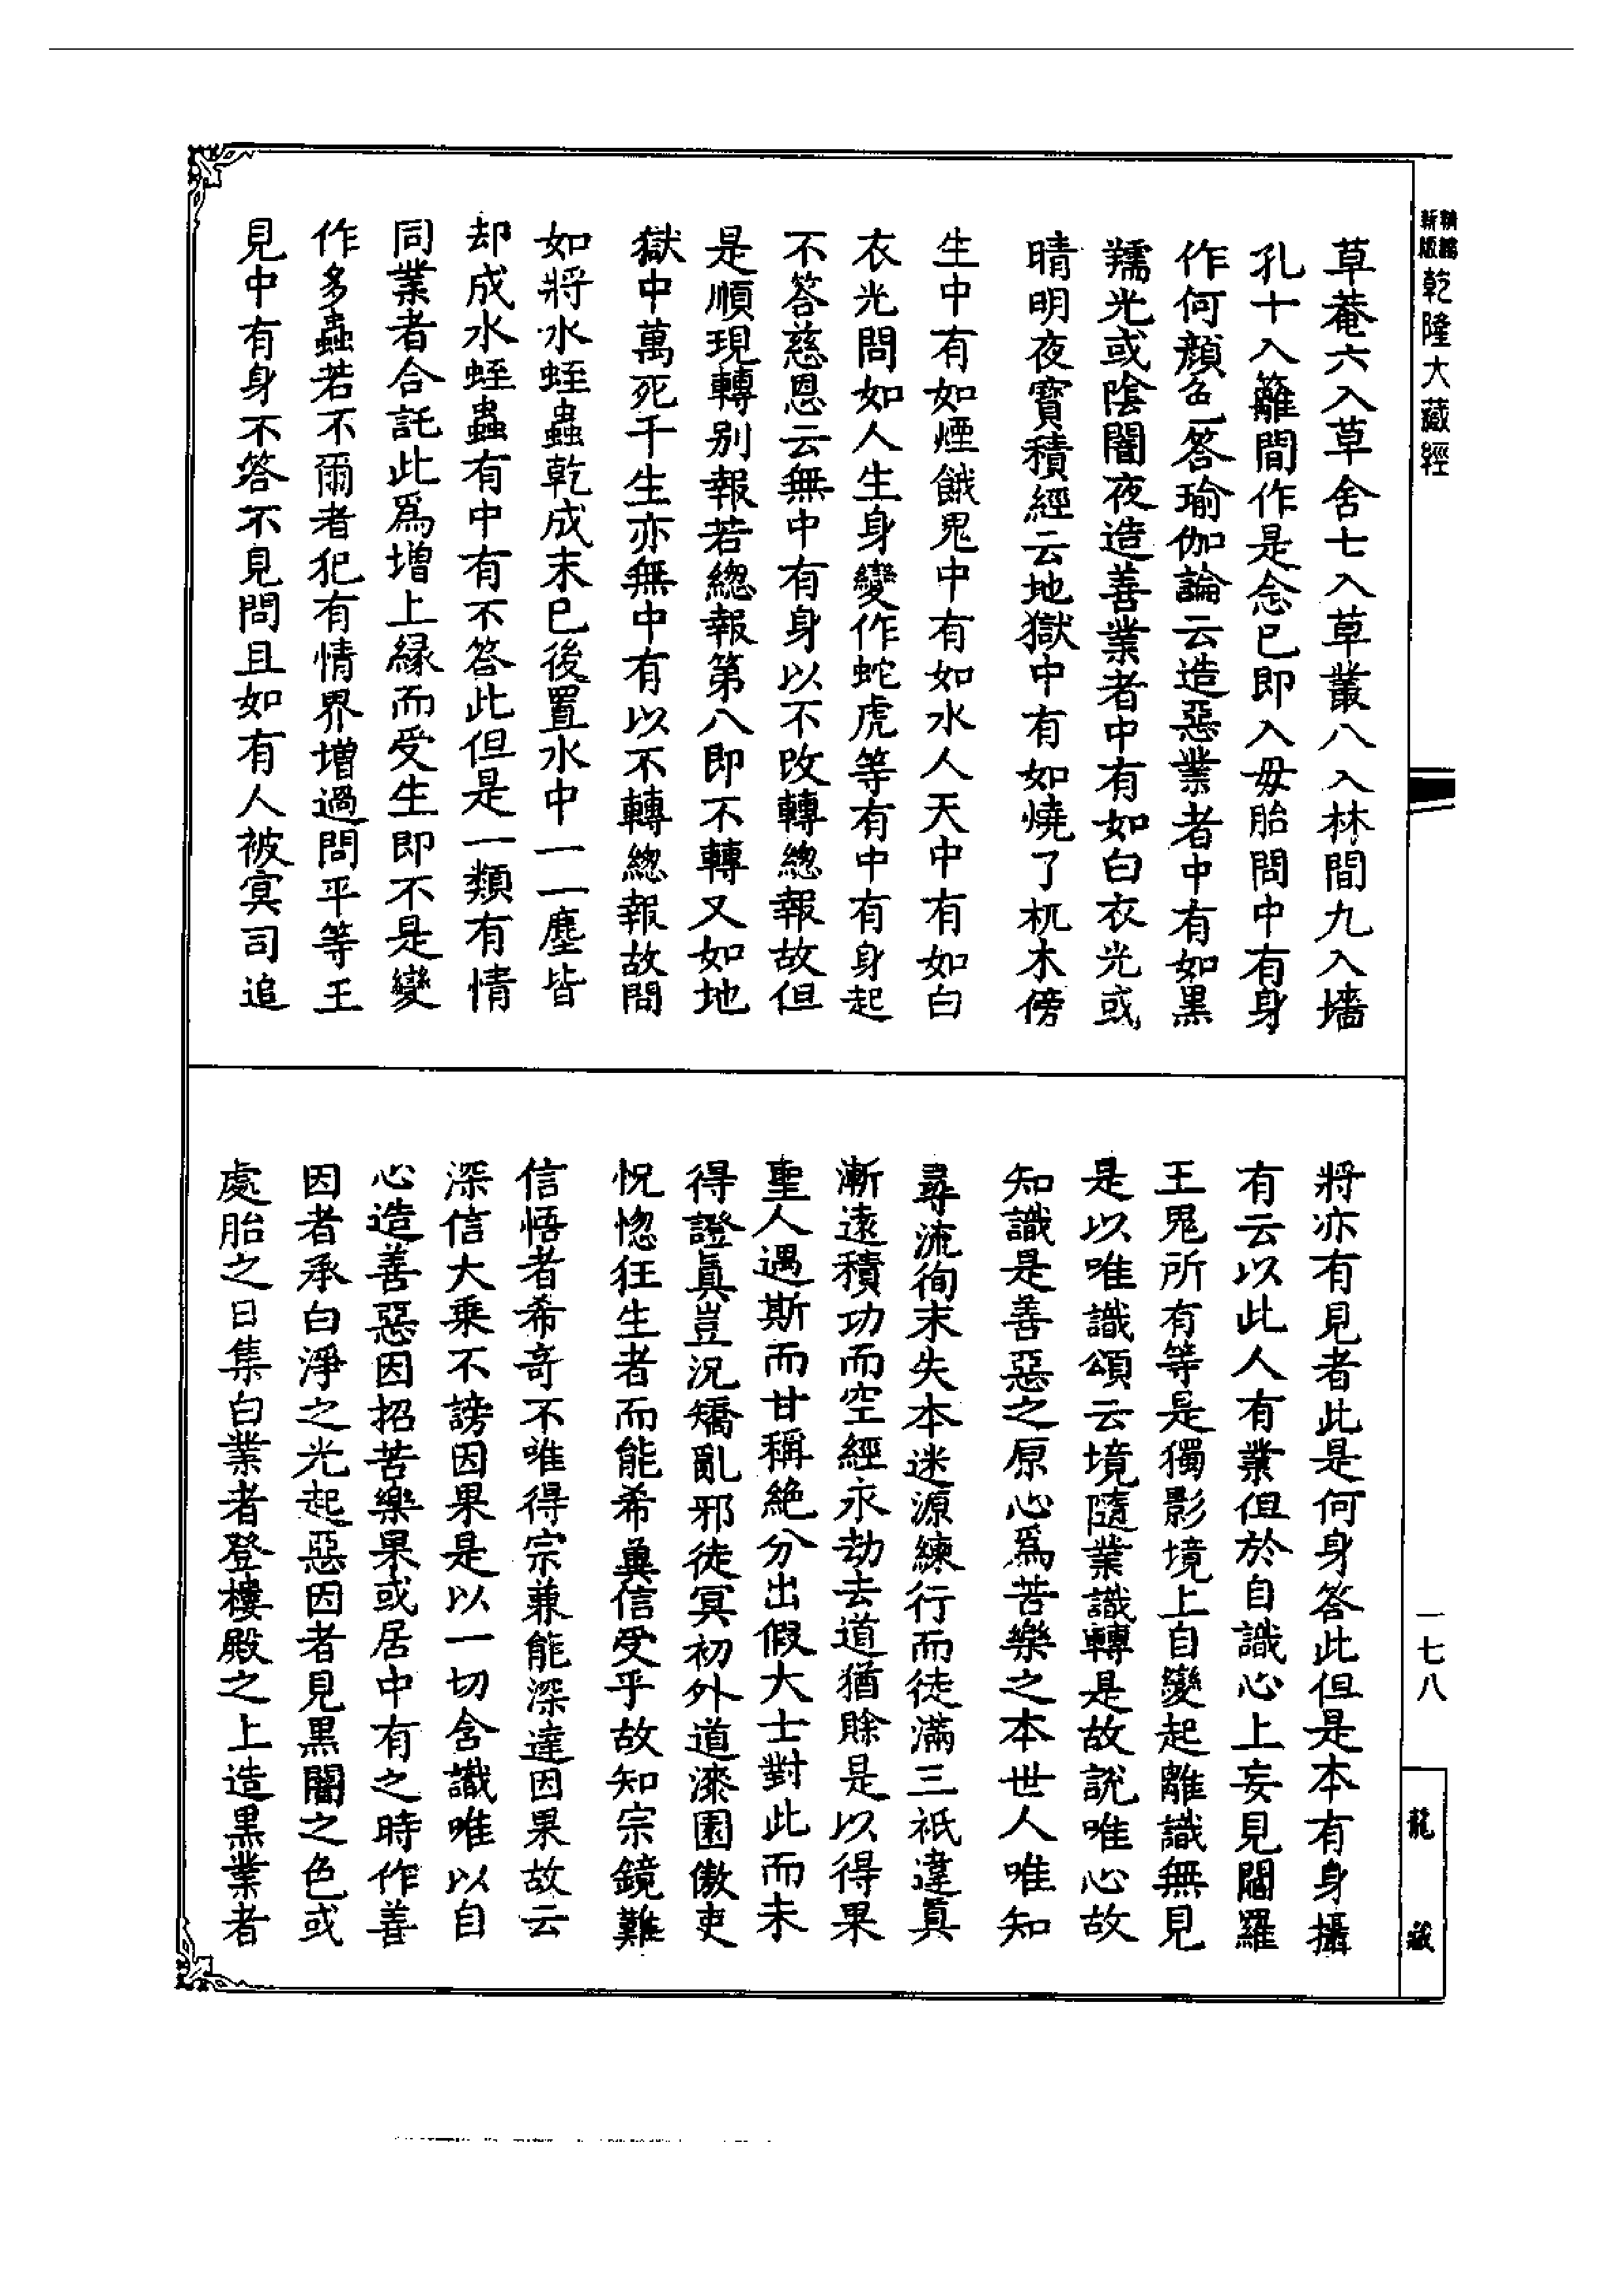 精編
新版
乾隆大藏經
草菴六入草舍七入草叢八入林間九入墻
孔十入籬間作是念已即入毋胎問中有身
作何顏色答瑜伽論云造惡業者中有如黑
羺光或陰闇夜造善業者中有如白衣光或
晴明夜寶積經云地獄中有如燒了杌木傍
生中有如煙餓鬼中有如水人天中有如白
衣光問如人生身變作蛇虎等有中有身起
不答慈恩云無中有身以不改轉緫報故但
是順現轉别報若緫報第八即不轉又如地
獄中萬死千生亦無中有以不轉緫報故問
如將水蛭蟲乾成末已後置水中一一塵皆
却成水蛭蟲有中有不答此但是一類有情
同業者合託此爲增上緣而受生即不是變
作多蟲若不爾者犯有情界增過問平等王
見中有身不答不見問且如有人被冥司追
將亦有見者此是何身答此但是本有身攝
有云以此人有業但於自識心上妄見閻羅
王鬼所有等是獨影境上自變起離識無見
是以唯識頌云境隨業識轉是故説唯心故
知識是善惡之原心爲苦樂之本世人唯知
尋流徇末失本迷源練行而徒滿三祇違眞
漸遠積功而空經永劫去道猶賒是以得果
聖人遇斯而甘稱絶分出假大士對此而未
得證眞豈況矯亂邪徒冥初外道漆園傲吏
怳惚狂生者而能希冀信受乎故知宗鏡難
信悟者希竒不唯得宗兼能深達因果故云
深信大乗不謗因果是以一切含識唯以自
心造善惡因招苦樂果或居中有之時作善
因者承白淨之光起惡因者見黑闇之色或
處胎之日集白業者登樓殿之上造黑業者
一七八
龍藏